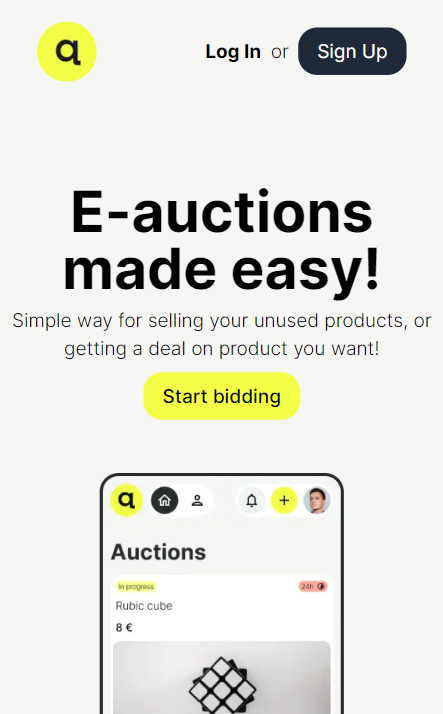 a
Log In or Sign Up
E-auctions
made easy!
Simple way for selling your unused products, or
getting a deal on product you want!
Start bidding
a
Auctions
In progress
24h
Rubic cube
8 €